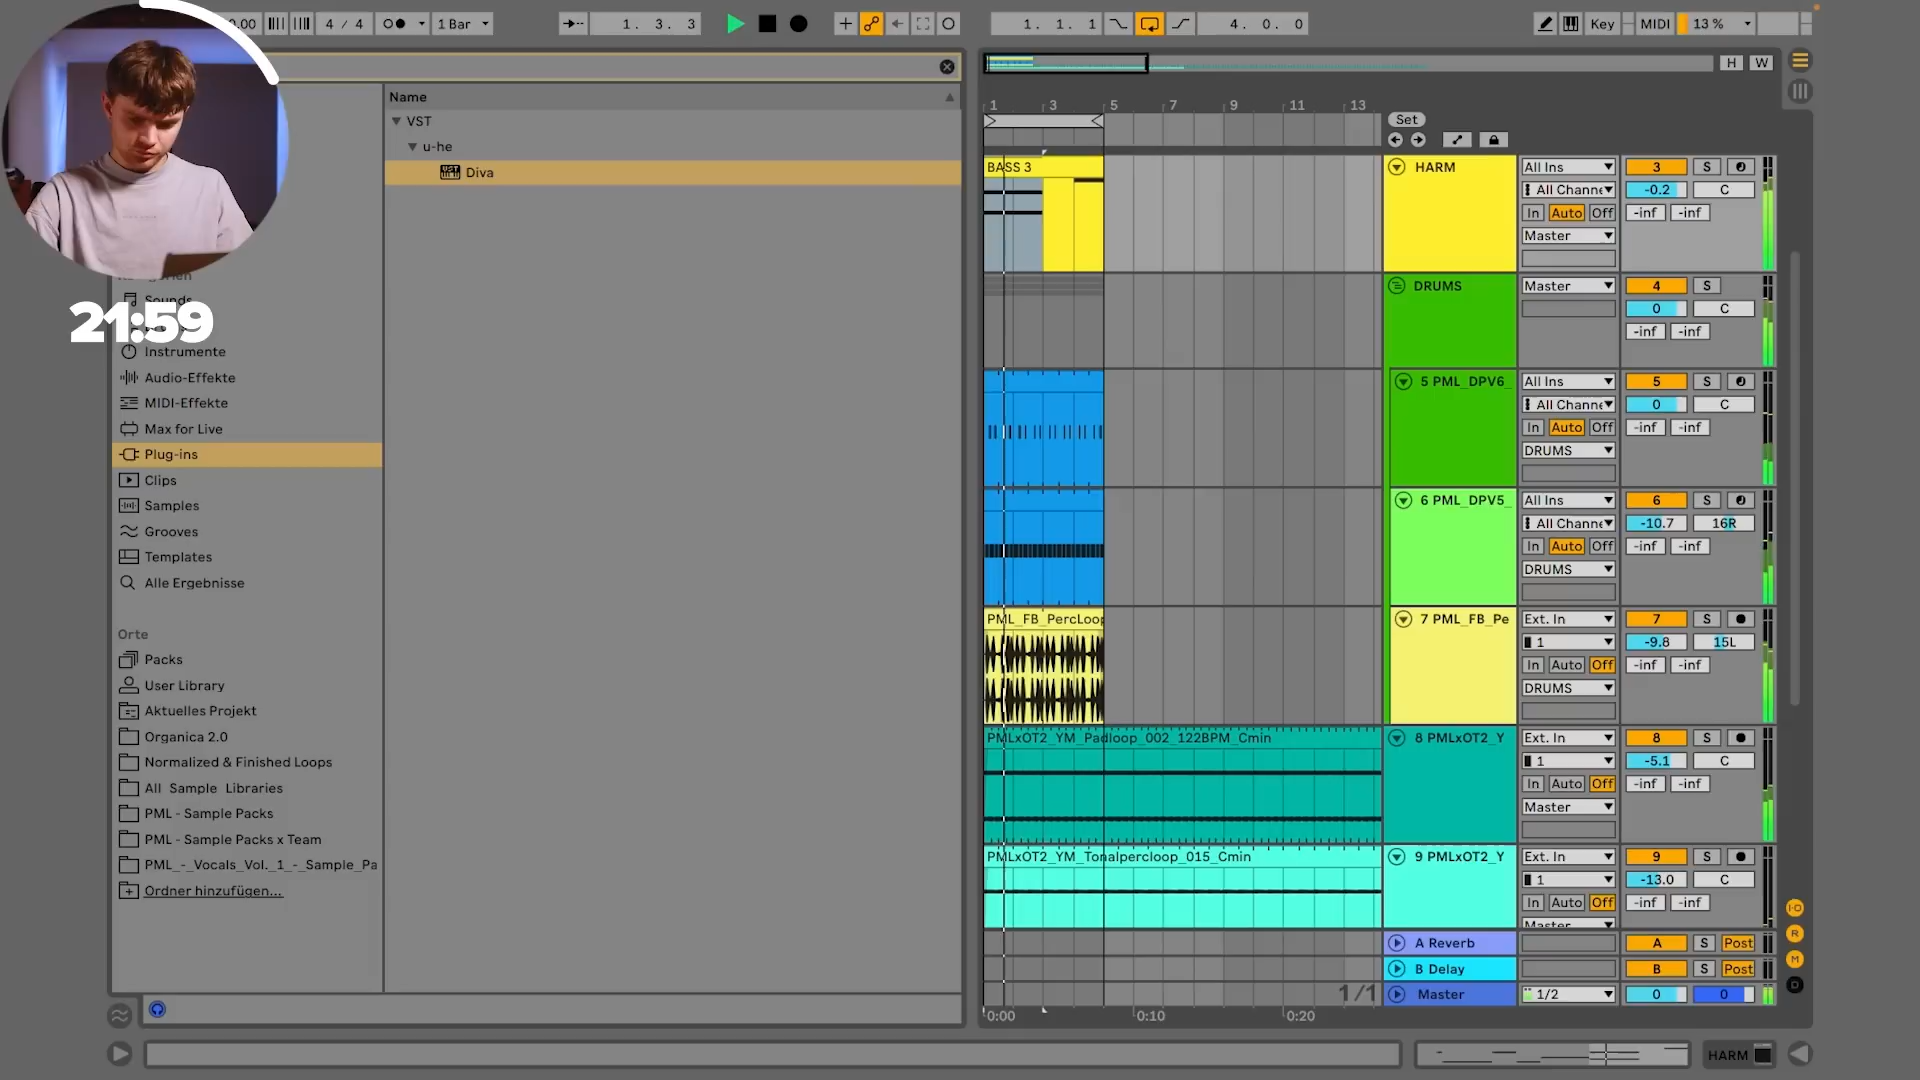 .00
4 / 4
1 Bar
1. 3. 3
1. 1. 1
4. 0. 0
Key
MIDI
13 %
H
W
Name
VST
u-he
Diva
Sounds
21:59
Instrumente
Audio-Effekte
MIDI-Effekte
Max for Live
Plug-ins
Clips
Samples
Grooves
Templates
Alle Ergebnisse
Orte
Packs
User Library
Aktuelles Projekt
Organica 2.0
Normalized & Finished Loops
All Sample Libraries
PML - Sample Packs
PML - Sample Packs x Team
PML_-_Vocals_Vol._1_-_Sample_Pa
Ordner hinzufügen...
1 3 5 7 9 11 13
Set
BASS 3
HARM
All Ins
3
S
All Channe
-0.2
C
In Auto Off
-inf -inf
Master
DRUMS
Master
4
S
0
C
-inf -inf
5 PML_DPV6_
All Ins
5
S
All Channe
0
C
In Auto Off
-inf -inf
DRUMS
6 PML_DPV5_
All Ins
6
S
All Channe
-10.7
16R
In Auto Off
-inf -inf
DRUMS
PML_FB_PercLoop
7 PML_FB_Pe
Ext. In
7
S
1
-9.8
15L
In Auto Off
-inf -inf
DRUMS
PMLxOT2_YM_Padloop_002_122BPM_Cmin
8 PMLxOT2_Y
Ext. In
8
S
1
-5.1
C
In Auto Off
-inf -inf
Master
PMLxOT2_YM_Tonalpercloop_015_Cmin
9 PMLxOT2_Y
Ext. In
9
S
1
-13.0
C
In Auto Off
-inf -inf
Master
A Reverb
A
S
Post
B Delay
B
S
Post
1/1
Master
1/2
0
0
0:00
0:10
0:20
I·O
R
M
D
HARM